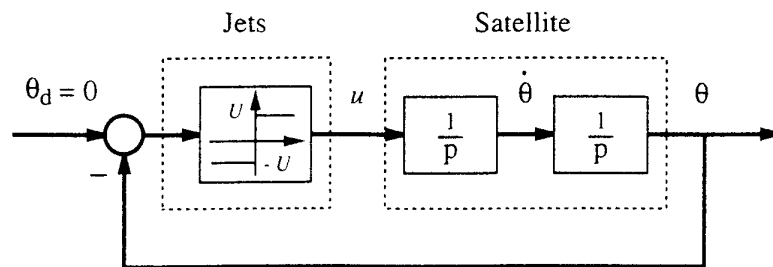 Jets
Satellite
θd = 0
U
- U
u
1
p
θ̇
1
p
θ
−